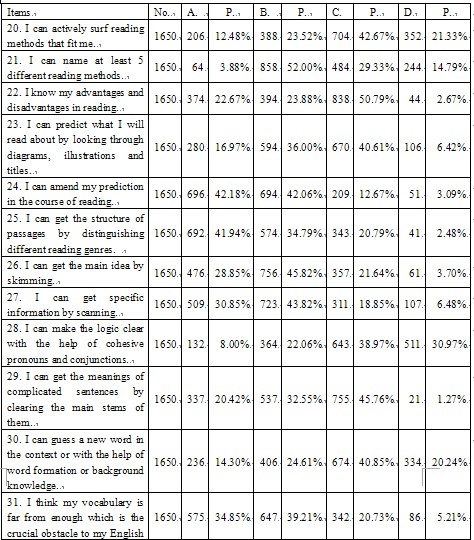 Items. No. A. P. B. P. C. P. D. P.
20. I can actively surf reading
methods that fit me. 1650 206 12.48% 388 23.52% 704 42.67% 352 21.33%
21. I can name at least 5
different reading methods. 1650 64 3.88% 858 52.00% 484 29.33% 244 14.79%
22. I know my advantages and
disadvantages in reading. 1650 374 22.67% 394 23.88% 838 50.79% 44 2.67%
23. I can predict what I will
read about by looking through
diagrams, illustrations and
titles. 1650 280 16.97% 594 36.00% 670 40.61% 106 6.42%
24. I can amend my prediction
in the course of reading. 1650 696 42.18% 694 42.06% 209 12.67% 51 3.09%
25. I can get the structure of
passages by distinguishing
different reading genres. 1650 692 41.94% 574 34.79% 343 20.79% 41 2.48%
26. I can get the main idea by
skimming. 1650 476 28.85% 756 45.82% 357 21.64% 61 3.70%
27. I can get specific
information by scanning. 1650 509 30.85% 723 43.82% 311 18.85% 107 6.48%
28. I can make the logic clear
with the help of cohesive
pronouns and conjunctions. 1650 132 8.00% 364 22.06% 643 38.97% 511 30.97%
29. I can get the meanings of
complicated sentences by
clearing the main stems of
them. 1650 337 20.42% 537 32.55% 755 45.76% 21 1.27%
30. I can guess a new word in
the context or with the help of
word formation or background
knowledge. 1650 236 14.30% 406 24.61% 674 40.85% 334 20.24%
31. I think my vocabulary is
far from enough which is the
crucial obstacle to my English 1650 575 34.85% 647 39.21% 342 20.73% 86 5.21%